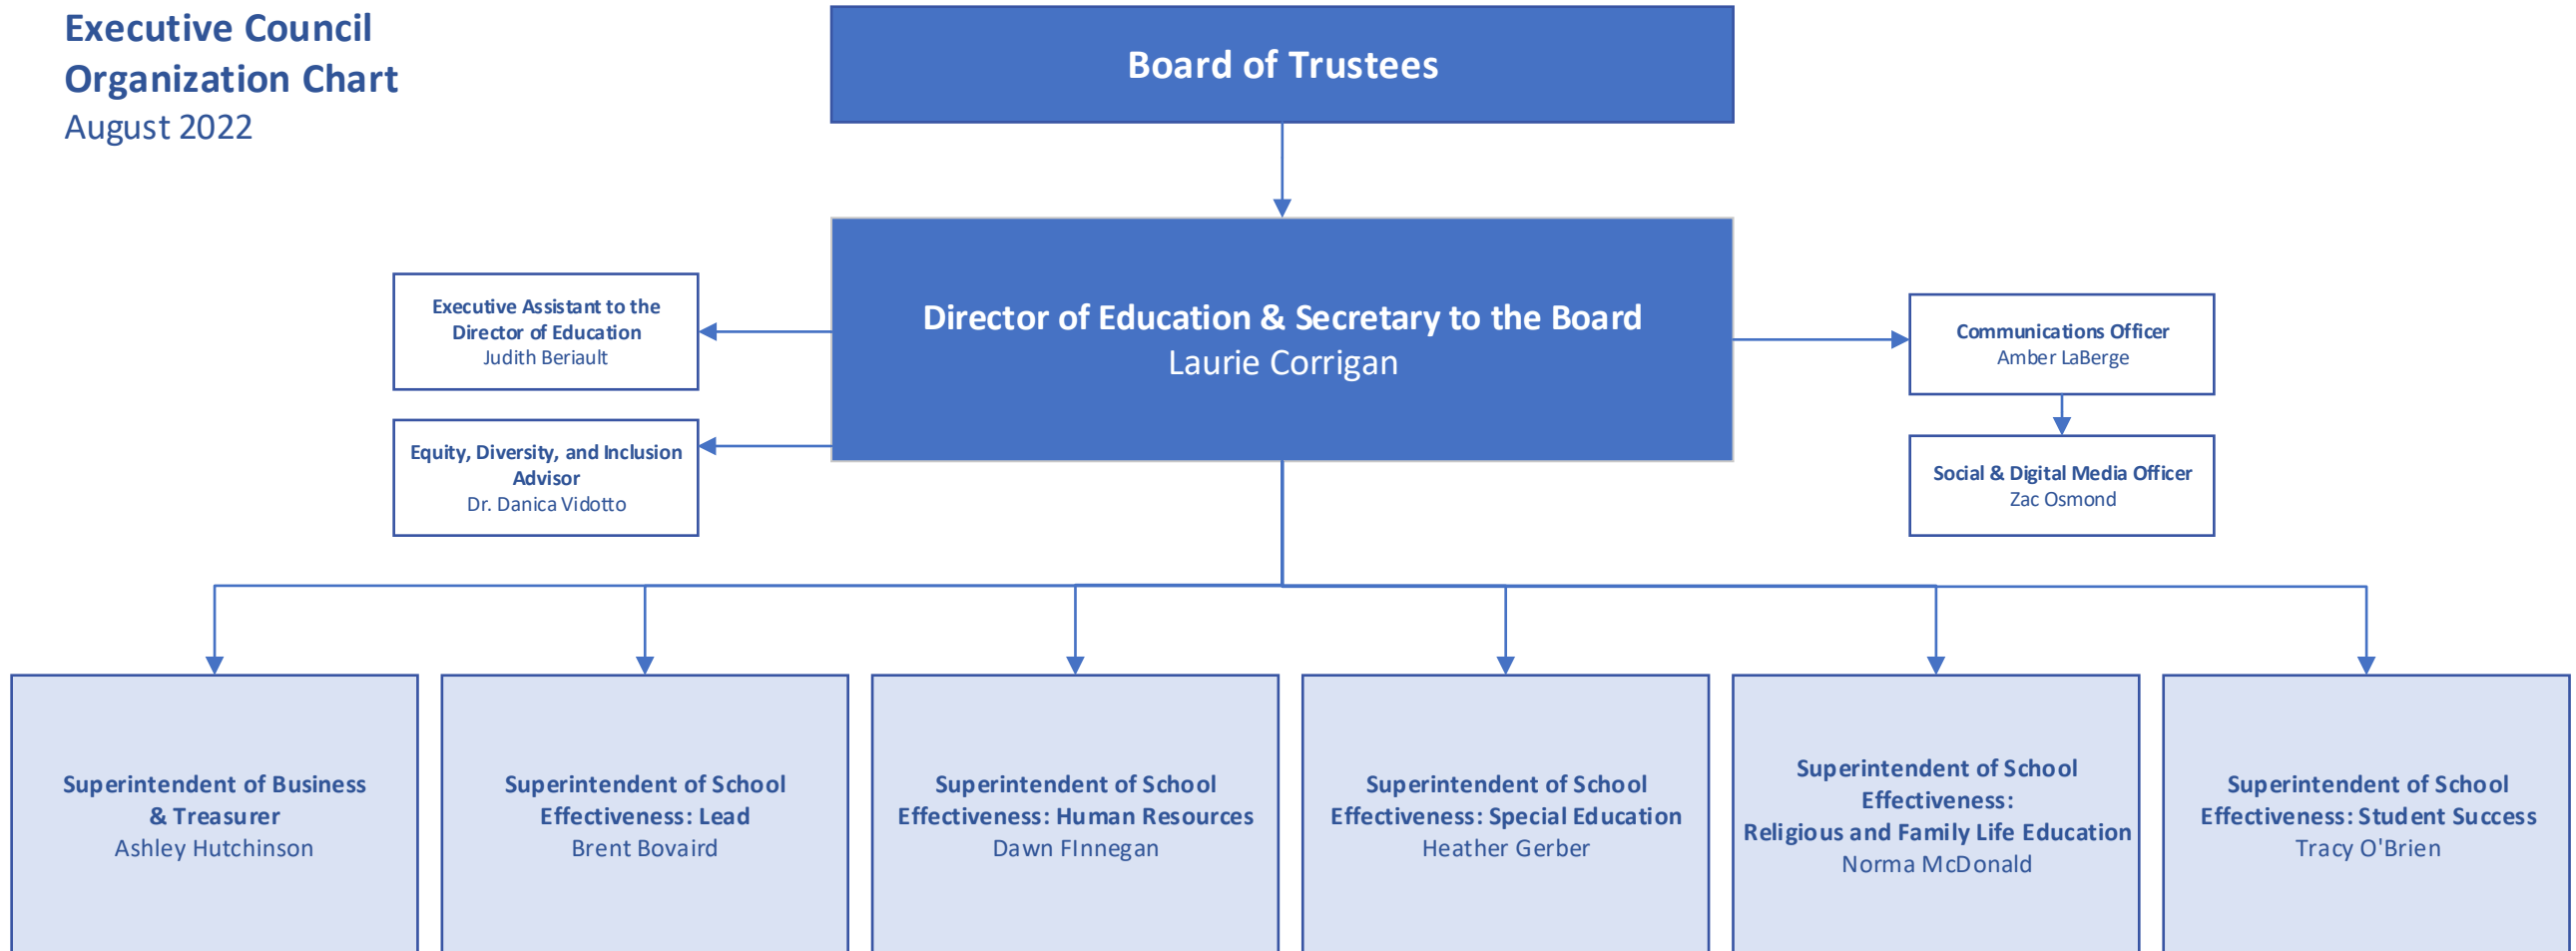 Executive Council
Organization Chart
August 2022
Board of Trustees
Director of Education & Secretary to the Board
Laurie Corrigan
Executive Assistant to the
Director of Education
Judith Beriault
Equity, Diversity, and Inclusion
Advisor
Dr. Danica Vidotto
Communications Officer
Amber LaBerge
Social & Digital Media Officer
Zac Osmond
Superintendent of Business
& Treasurer
Ashley Hutchinson
Superintendent of School
Effectiveness: Lead
Brent Bovaird
Superintendent of School
Effectiveness: Human Resources
Dawn FInnegan
Superintendent of School
Effectiveness: Special Education
Heather Gerber
Superintendent of School
Effectiveness:
Religious and Family Life Education
Norma McDonald
Superintendent of School
Effectiveness: Student Success
Tracy O'Brien